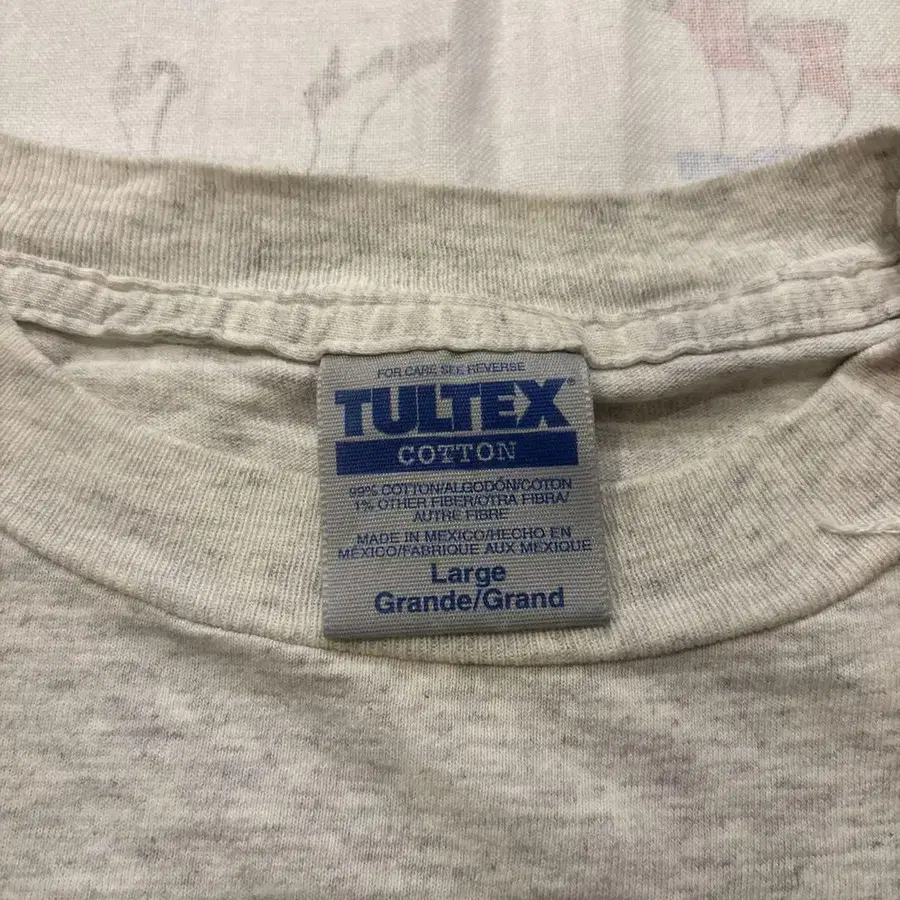 FOR CARE SEE REVERSE
TULTEX®
COTTON
99% COTTON/ALGODÓN/COTON
1% OTHER FIBER/OTRA FIBRA/
AUTRE FIBRE
MADE IN MEXICO/HECHO EN
MÉXICO/FABRIQUE AUX MEXIQUE
Large
Grande/Grand